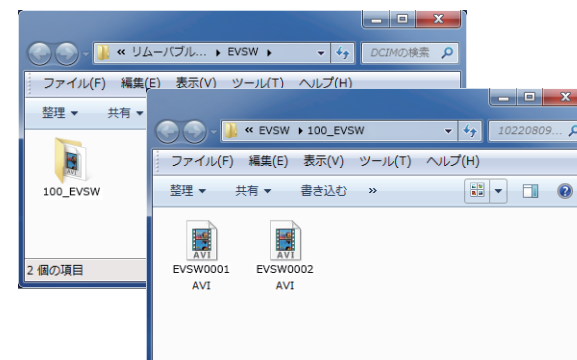 « リムーバブル... ▸ EVSW ▸
DCIMの検索
ファイル(F) 編集(E) 表示(V) ツール(T) ヘルプ(H)
整理 ▼ 共有 ▼
100_EVSW
2 個の項目
« EVSW ▸ 100_EVSW
10220809...
ファイル(F) 編集(E) 表示(V) ツール(T) ヘルプ(H)
整理 ▼ 共有 ▼ 書き込む »
AVI
AVI AVI
EVSW0001 EVSW0002
AVI AVI